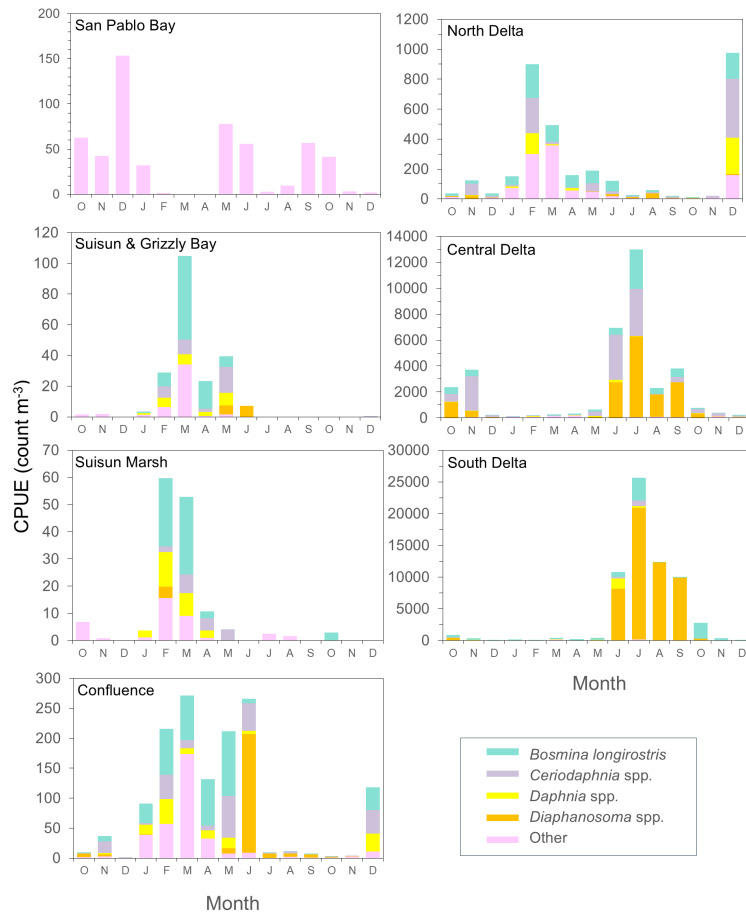 San Pablo Bay
200
150
100
50
0
O N D J F M A M J J A S O N D
North Delta
1200
1000
800
600
400
200
0
O N D J F M A M J J A S O N D
Suisun & Grizzly Bay
120
100
80
60
40
20
0
O N D J F M A M J J A S O N D
Central Delta
14000
12000
10000
8000
6000
4000
2000
0
O N D J F M A M J J A S O N D
CPUE (count m-3)
Suisun Marsh
70
60
50
40
30
20
10
0
O N D J F M A M J J A S O N D
South Delta
30000
25000
20000
15000
10000
5000
0
O N D J F M A M J J A S O N D
Month
Confluence
300
250
200
150
100
50
0
O N D J F M A M J J A S O N D
Month
Bosmina longirostris
Ceriodaphnia spp.
Daphnia spp.
Diaphanosoma spp.
Other